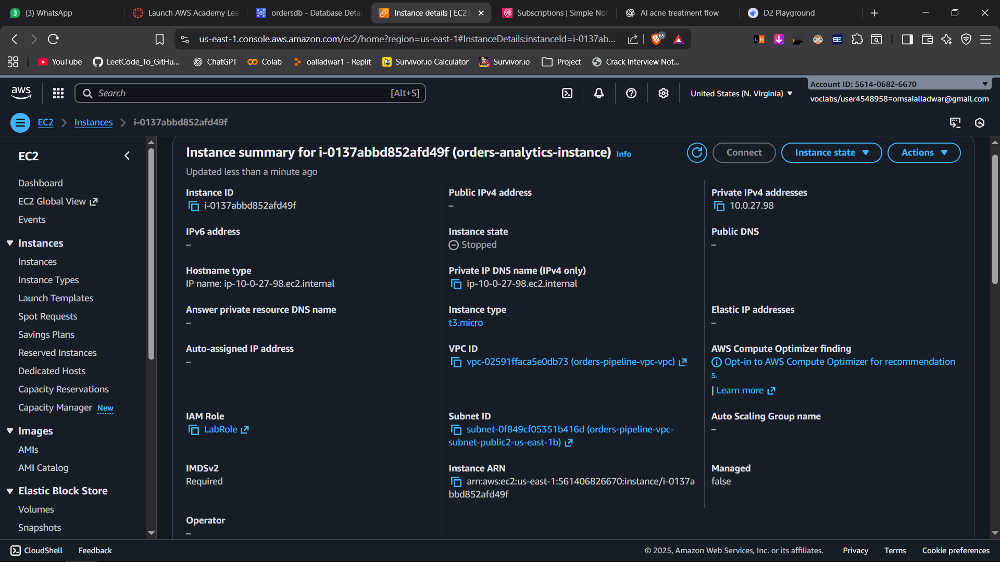 3
(3) WhatsApp
Launch AWS Academy Lea
ordersdb - Database Detai
Instance details | EC2
Subscriptions | Simple Not
AI acne treatment flow
D2 Playground
us-east-1.console.aws.amazon.com/ec2/home?region=us-east-1#InstanceDetails:instanceId=i-0137ab...
65
LH
SE
YouTube
LeetCode_To_GitHu...
ChatGPT
Colab
oalladwar1 - Replit
Survivor.io Calculator
Survivor.io
Project
Crack Interview Not...
aws
Search
[Alt+S]
United States (N. Virginia)
Account ID: 5614-0682-6670
voclabs/user4548958=omsaialladwar@gmail.com
EC2
Instances
i-0137abbd852afd49f
EC2
Dashboard
EC2 Global View
Events
Instances
Instances
Instance Types
Launch Templates
Spot Requests
Savings Plans
Reserved Instances
Dedicated Hosts
Capacity Reservations
Capacity Manager New
Images
AMIs
AMI Catalog
Elastic Block Store
Volumes
Snapshots
Instance summary for i-0137abbd852afd49f (orders-analytics-instance) Info
Updated less than a minute ago
Connect
Instance state
Actions
Instance ID
i-0137abbd852afd49f
Public IPv4 address
–
Private IPv4 addresses
10.0.27.98
IPv6 address
–
Instance state
Stopped
Public DNS
–
Hostname type
IP name: ip-10-0-27-98.ec2.internal
Private IP DNS name (IPv4 only)
ip-10-0-27-98.ec2.internal
Answer private resource DNS name
–
Instance type
t3.micro
Elastic IP addresses
–
Auto-assigned IP address
–
VPC ID
vpc-02591ffaca5e0db73 (orders-pipeline-vpc-vpc)
AWS Compute Optimizer finding
Opt-in to AWS Compute Optimizer for recommendation
s.
| Learn more
IAM Role
LabRole
Subnet ID
subnet-0f849cf05351b416d (orders-pipeline-vpc-
subnet-public2-us-east-1b)
Auto Scaling Group name
–
IMDSv2
Required
Instance ARN
arn:aws:ec2:us-east-1:561406826670:instance/i-0137a
bbd852afd49f
Managed
false
Operator
–
CloudShell
Feedback
© 2025, Amazon Web Services, Inc. or its affiliates.
Privacy
Terms
Cookie preferences